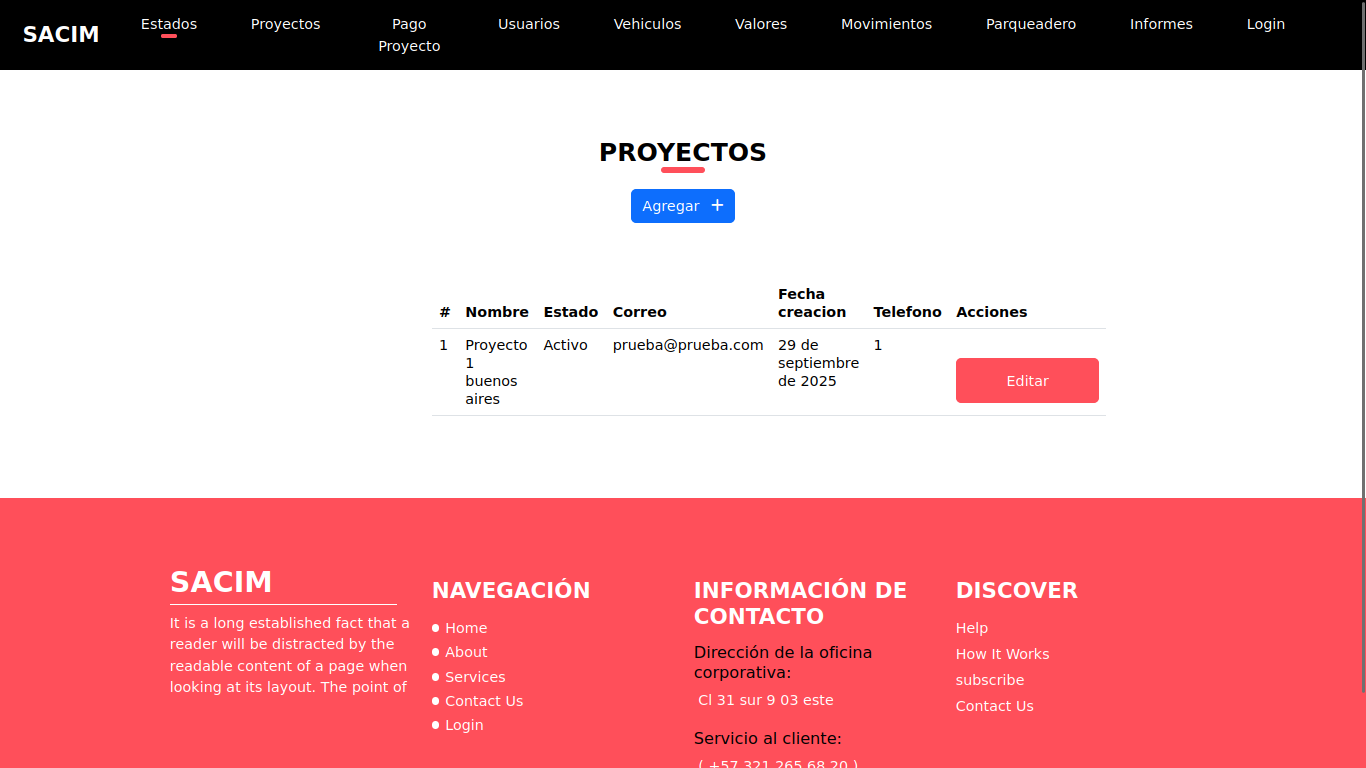 SACIM
Estados Proyectos Pago Proyecto Usuarios Vehiculos Valores Movimientos Parqueadero Informes Login
PROYECTOS
Agregar +
# Nombre Estado Correo Fecha creacion Telefono Acciones
1 Proyecto 1 buenos aires Activo prueba@prueba.com 29 de septiembre de 2025 1 Editar
SACIM
It is a long established fact that a
reader will be distracted by the
readable content of a page when
looking at its layout. The point of
NAVEGACIÓN
Home
About
Services
Contact Us
Login
INFORMACIÓN DE
CONTACTO
Dirección de la oficina
corporativa:
Cl 31 sur 9 03 este
Servicio al cliente:
( +57 321 265 68 20 )
DISCOVER
Help
How It Works
subscribe
Contact Us